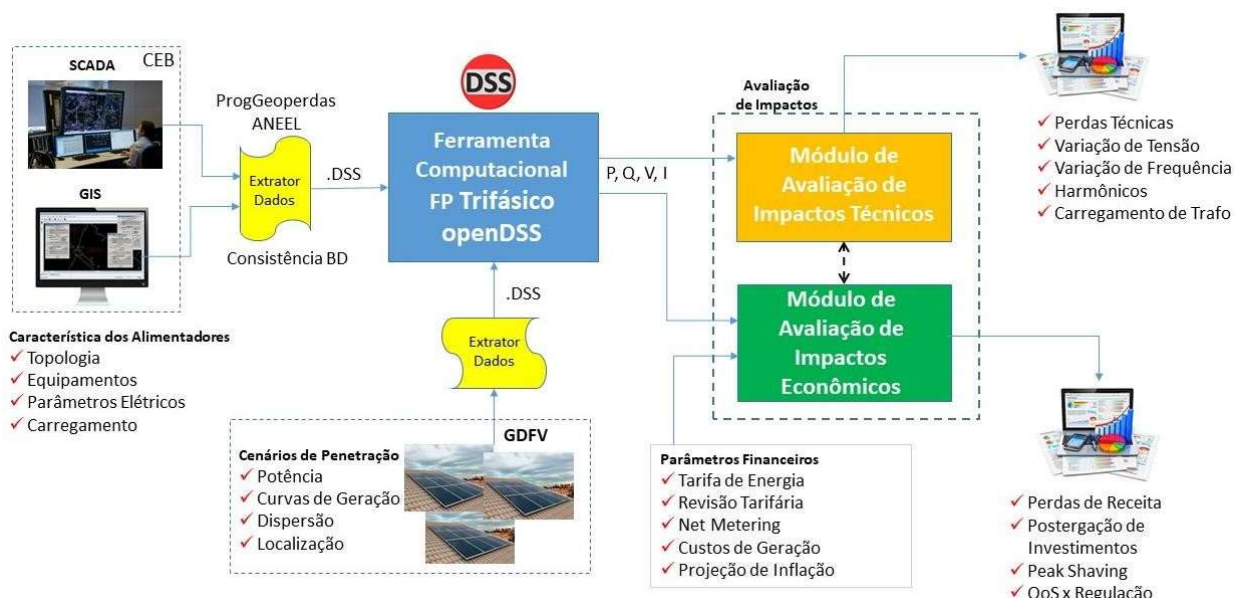 SCADA
CEB
GIS
Característica dos Alimentadores
✓ Topologia
✓ Equipamentos
✓ Parâmetros Elétricos
✓ Carregamento
ProgGeoperdas
ANEEL
Extrator
Dados
Consistência BD
.DSS
DSS
Ferramenta
Computacional
FP Trifásico
openDSS
.DSS
Extrator
Dados
GDFV
Cenários de Penetração
✓ Potência
✓ Curvas de Geração
✓ Dispersão
✓ Localização
P, Q, V, I
Avaliação
de Impactos
Módulo de
Avaliação de
Impactos Técnicos
Módulo de
Avaliação de
Impactos
Econômicos
Parâmetros Financeiros
✓ Tarifa de Energia
✓ Revisão Tarifária
✓ Net Metering
✓ Custos de Geração
✓ Projeção de Inflação
✓ Perdas Técnicas
✓ Variação de Tensão
✓ Variação de Frequência
✓ Harmônicos
✓ Carregamento de Trafo
✓ Perdas de Receita
✓ Postergação de
Investimentos
✓ Peak Shaving
✓ QoS x Regulação